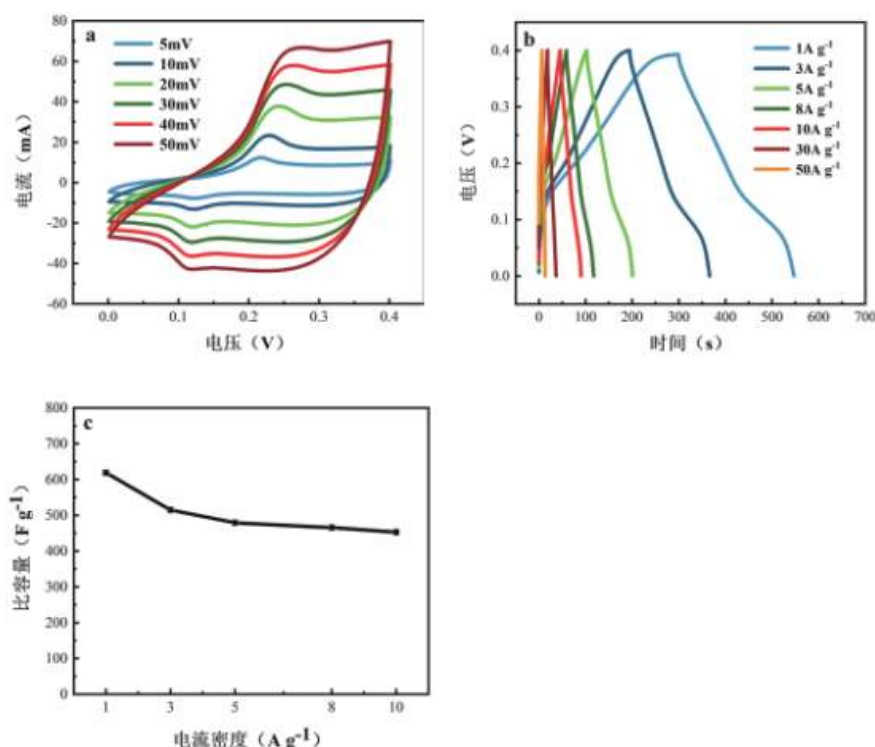 a
5mV
10mV
20mV
30mV
40mV
50mV
80
60
40
20
0
-20
-40
-60
电流（mA）
0.0 0.1 0.2 0.3 0.4
电压（V）
b
1A g⁻¹
3A g⁻¹
5A g⁻¹
8A g⁻¹
10A g⁻¹
30A g⁻¹
50A g⁻¹
0.4
0.3
0.2
0.1
0.0
电压（V）
0 100 200 300 400 500 600 700
时间（s）
c
800
700
600
500
400
300
200
100
0
比容量（F g⁻¹）
1 3 5 8 10
电流密度（A g⁻¹）